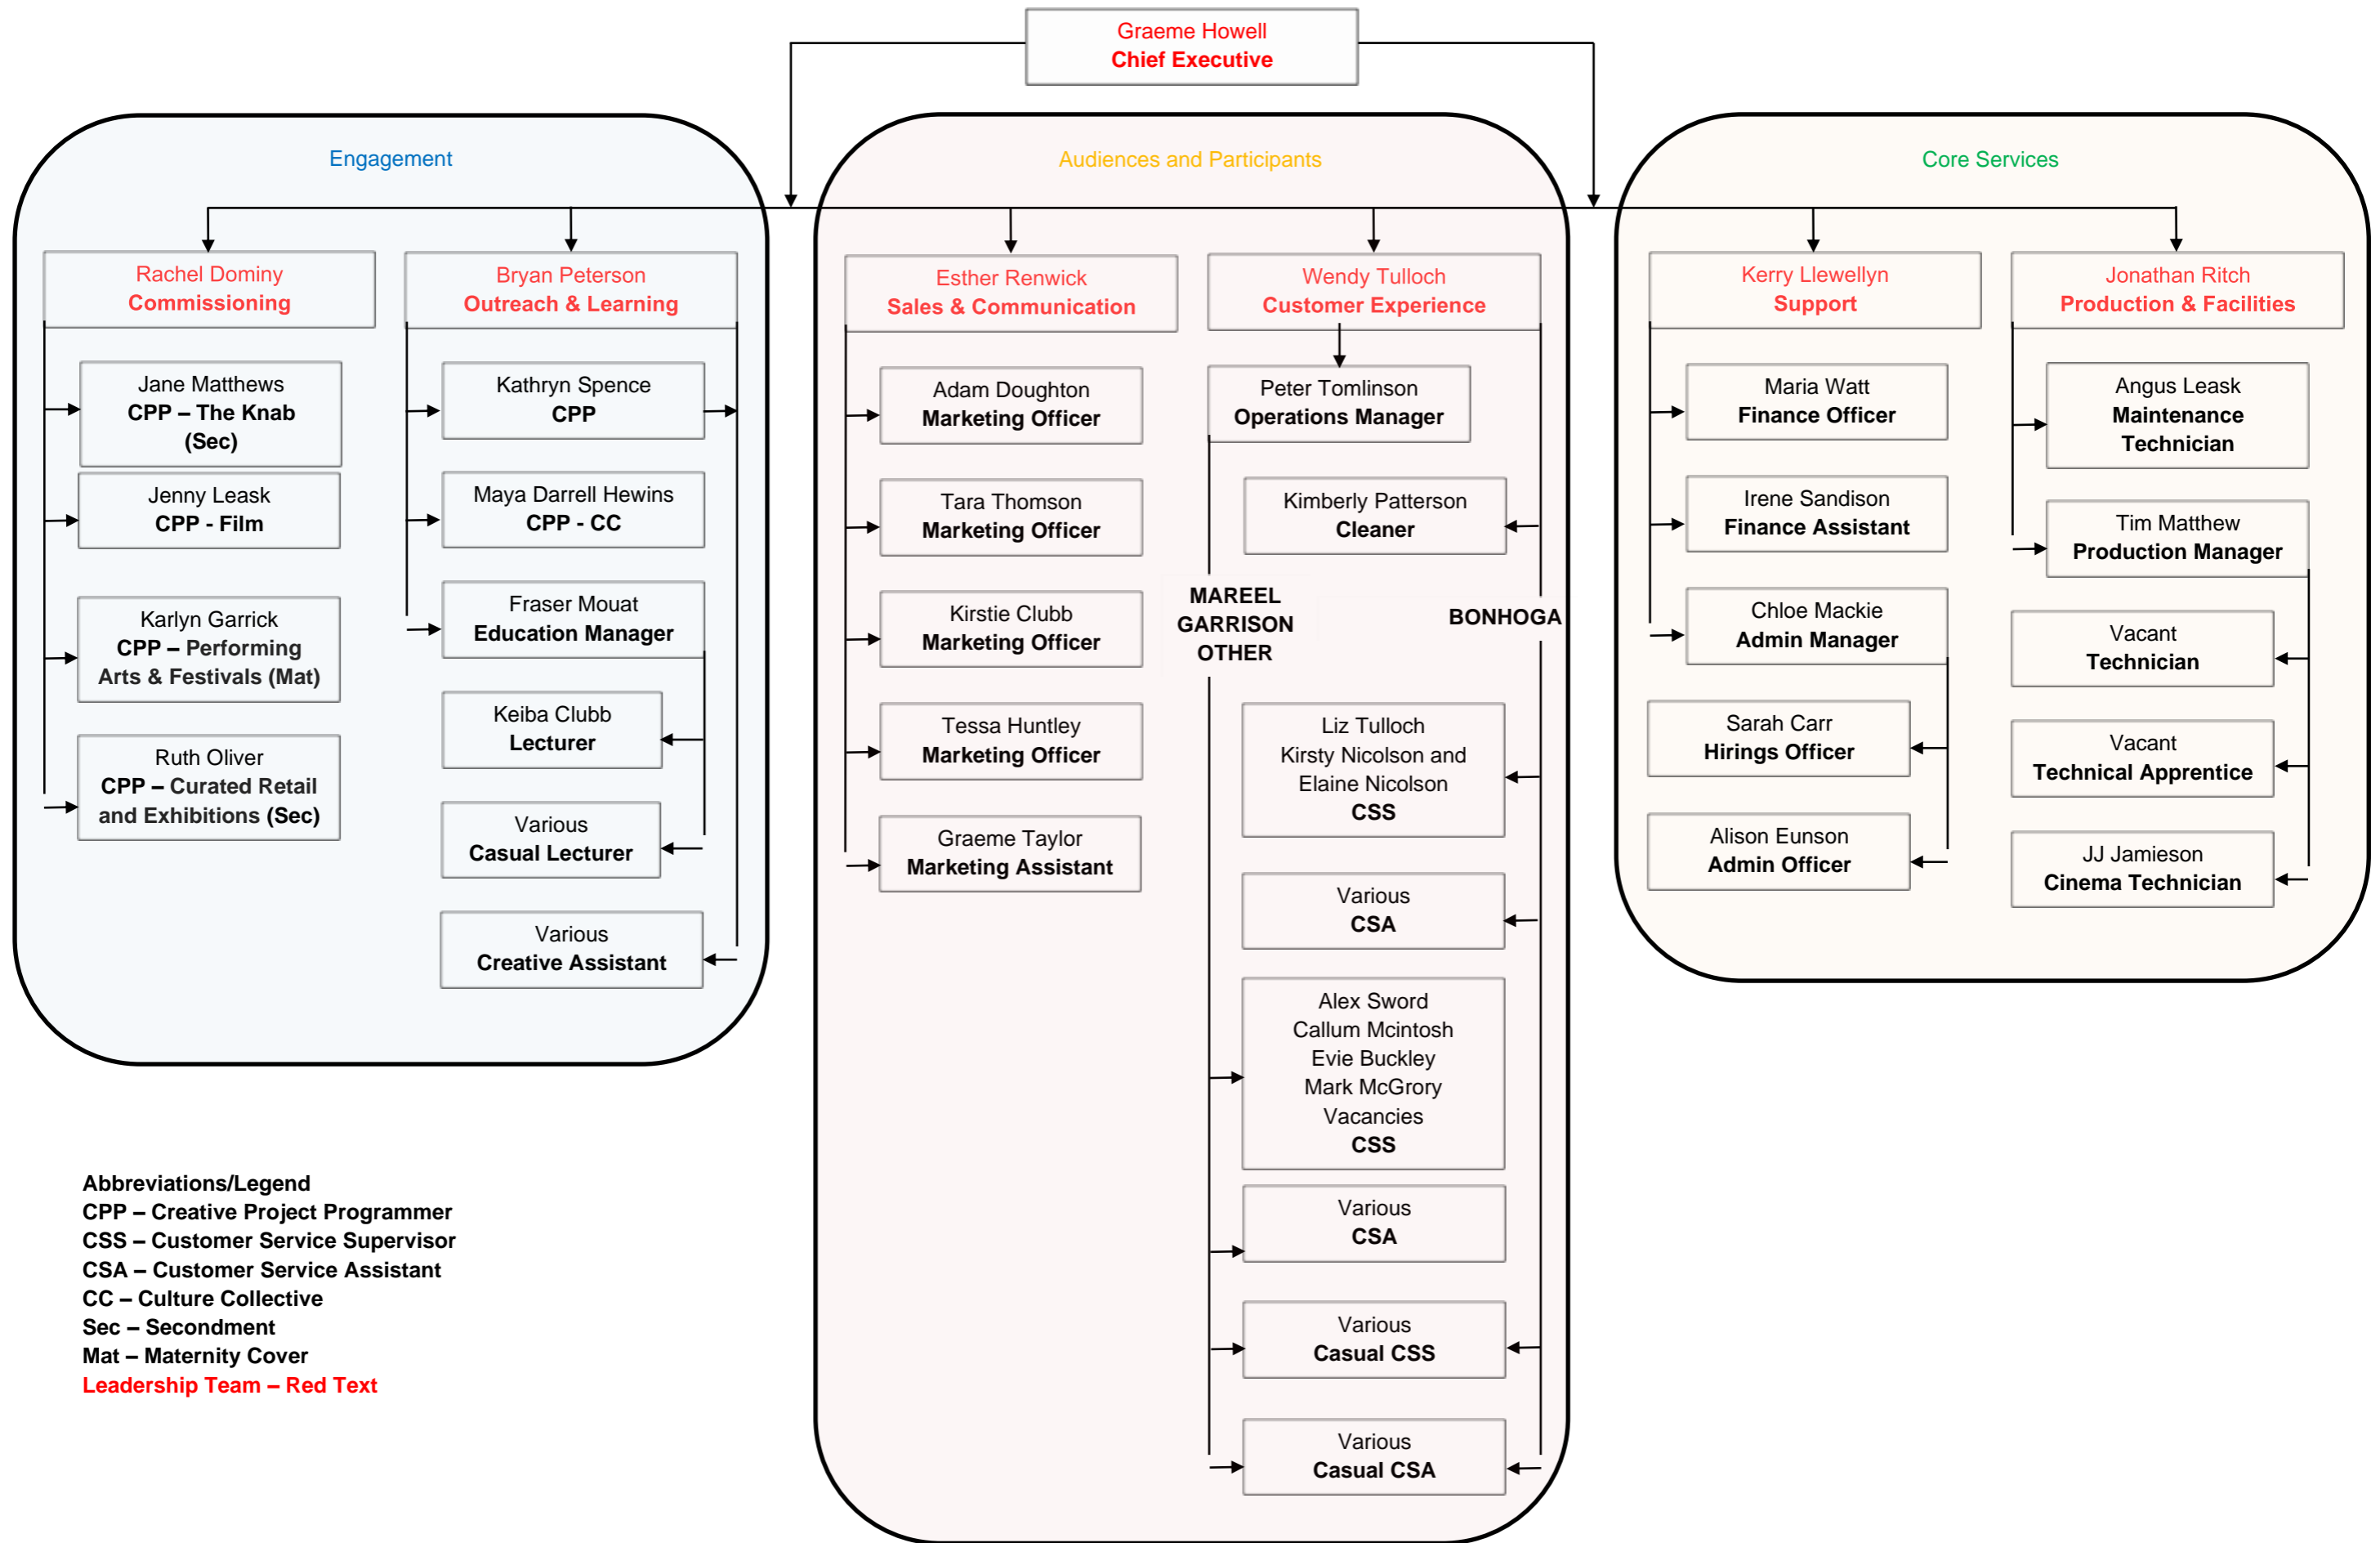 Graeme Howell
Chief Executive
Engagement
Rachel Dominy
Commissioning
Jane Matthews
CPP – The Knab
(Sec)
Jenny Leask
CPP - Film
Karlyn Garrick
CPP – Performing
Arts & Festivals (Mat)
Ruth Oliver
CPP – Curated Retail
and Exhibitions (Sec)
Bryan Peterson
Outreach & Learning
Kathryn Spence
CPP
Maya Darrell Hewins
CPP - CC
Fraser Mouat
Education Manager
Keiba Clubb
Lecturer
Various
Casual Lecturer
Various
Creative Assistant
Audiences and Participants
Esther Renwick
Sales & Communication
Adam Doughton
Marketing Officer
Tara Thomson
Marketing Officer
Kirstie Clubb
Marketing Officer
Tessa Huntley
Marketing Officer
Graeme Taylor
Marketing Assistant
Wendy Tulloch
Customer Experience
Peter Tomlinson
Operations Manager
Kimberly Patterson
Cleaner
MAREEL
GARRISON
OTHER
BONHOGA
Liz Tulloch
Kirsty Nicolson and
Elaine Nicolson
CSS
Various
CSA
Alex Sword
Callum Mcintosh
Evie Buckley
Mark McGrory
Vacancies
CSS
Various
CSA
Various
Casual CSS
Various
Casual CSA
Core Services
Kerry Llewellyn
Support
Maria Watt
Finance Officer
Irene Sandison
Finance Assistant
Chloe Mackie
Admin Manager
Sarah Carr
Hirings Officer
Alison Eunson
Admin Officer
Jonathan Ritch
Production & Facilities
Angus Leask
Maintenance
Technician
Tim Matthew
Production Manager
Vacant
Technician
Vacant
Technical Apprentice
JJ Jamieson
Cinema Technician
Abbreviations/Legend
CPP – Creative Project Programmer
CSS – Customer Service Supervisor
CSA – Customer Service Assistant
CC – Culture Collective
Sec – Secondment
Mat – Maternity Cover
Leadership Team – Red Text